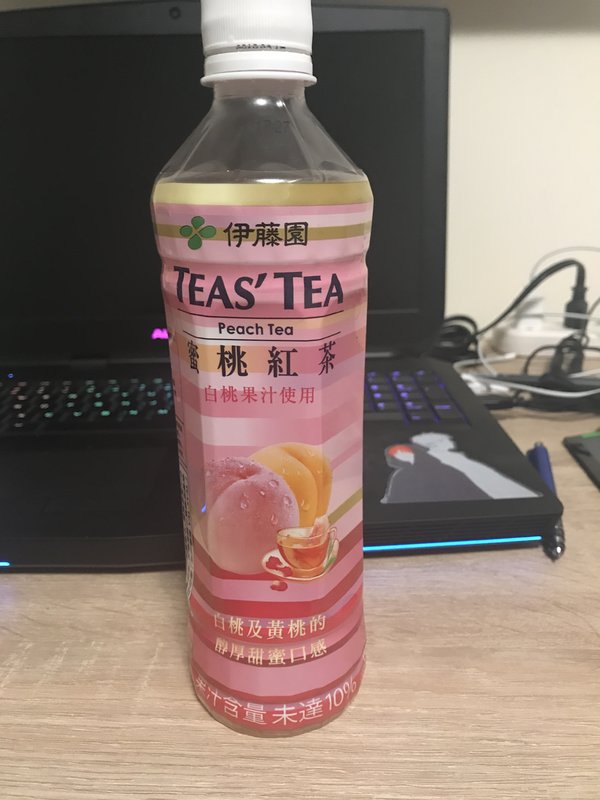 伊藤園
TEAS' TEA
Peach Tea
蜜桃紅茶
白桃果汁使用
白桃及黃桃的
醇厚甜蜜口感
果汁含量 未達10%